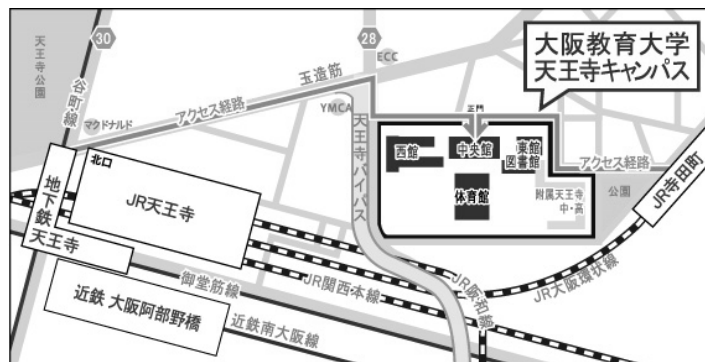 天王寺公園
30
谷町線
マクドナルド
アクセス経路
玉造筋
28
ECC
YMCA
天王寺バイパス
大阪教育大学
天王寺キャンパス
正門
西館
中央館
東館
図書館
体育館
附属天王寺
中・高
アクセス経路
公園
JR寺田町
北口
JR天王寺
地下鉄
天王寺
近鉄 大阪阿部野橋
御堂筋線
近鉄南大阪線
JR関西本線
JR阪和線
JR大阪環状線